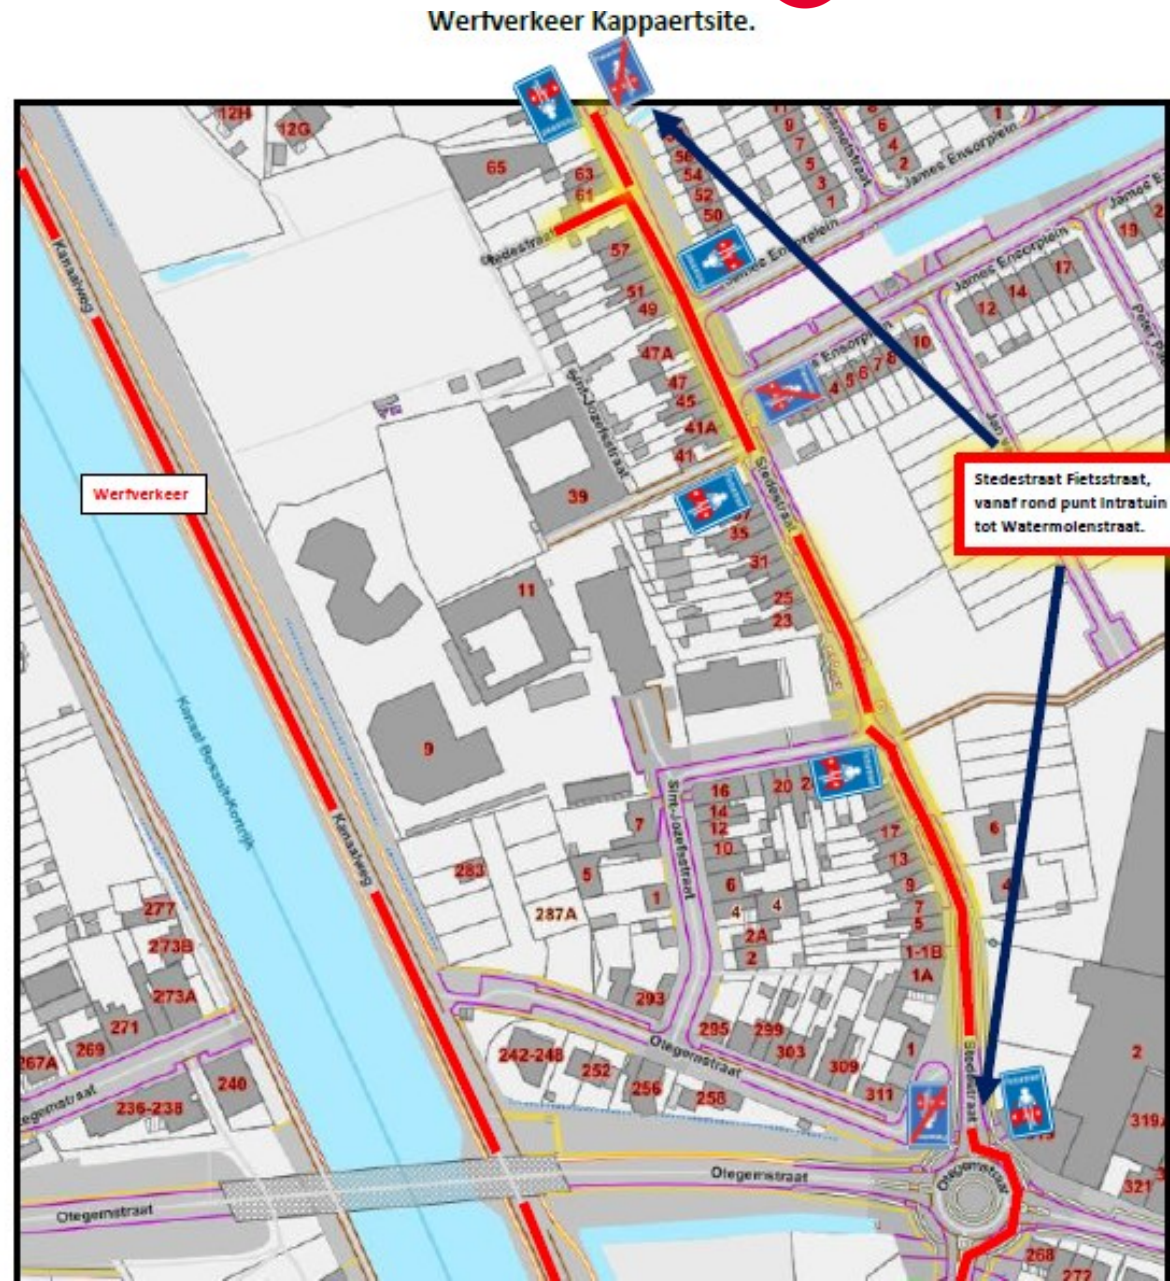 Werfverkeer Kappaertsite.
12H
12G
65
63
61
56
54
52
50
9
7
5
3
1
6
4
2
1
James Ensorplein
James Ensorplein
James Ensorplein
19
17
14
12
10
8
7
6
5
4
57
51
49
47A
47
45
41A
41
39
Kanaalweg
Sint-Jozefsstraat
Stedestraat
Werfverkeer
Stedestraat Fietsstraat,
vanaf rond punt Intratuin
tot Watermolenstraat.
35
31
25
23
11
9
Kanaal Bossuit-Kortrijk
Kanaalweg
Sint-Jozefsstraat
16
14
12
10
20
7
6
4
4
2A
2
5
1
17
13
9
7
5
1-1B
1A
6
283
287A
277
273B
273A
271
269
267A
240
236-238
293
295
299
303
309
311
1
242-248
252
256
258
Otegemstraat
Stedestraat
2
319A
321
268
272
Otegemstraat
Otegemstraat
Otegemstraat